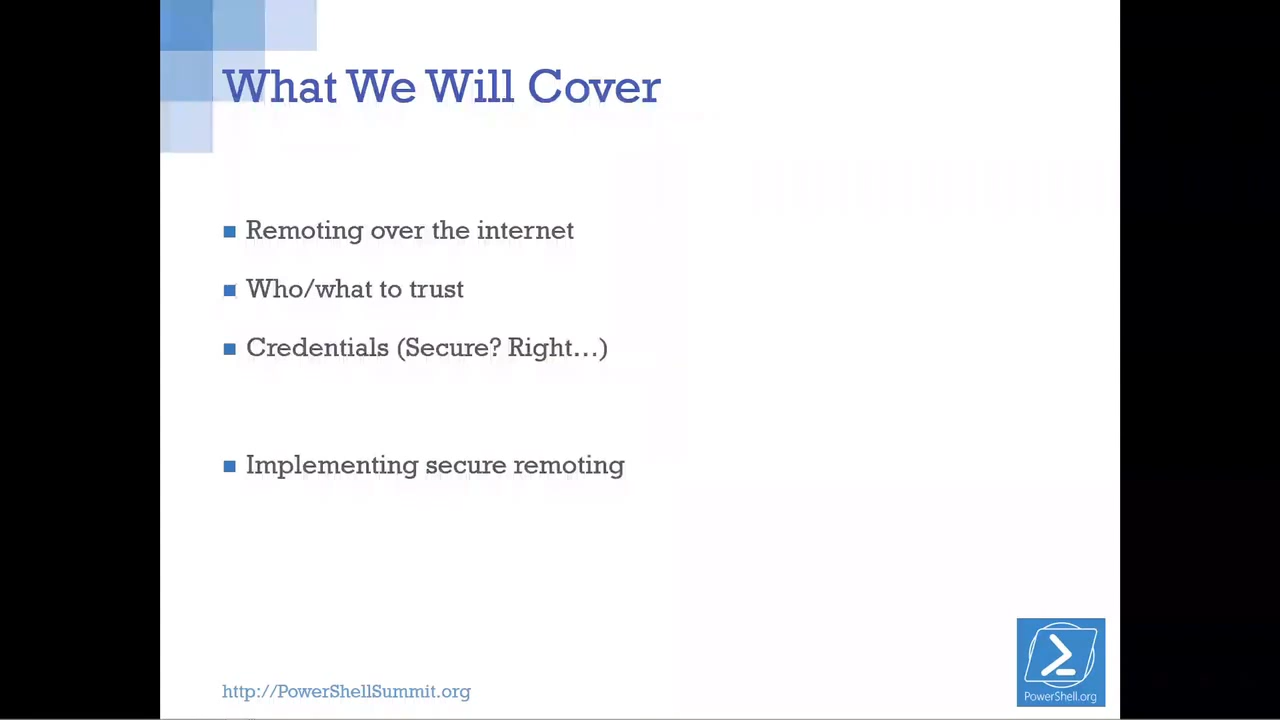 What We Will Cover
Remoting over the internet
Who/what to trust
Credentials (Secure? Right…)
Implementing secure remoting
http://PowerShellSummit.org
PowerShell.org